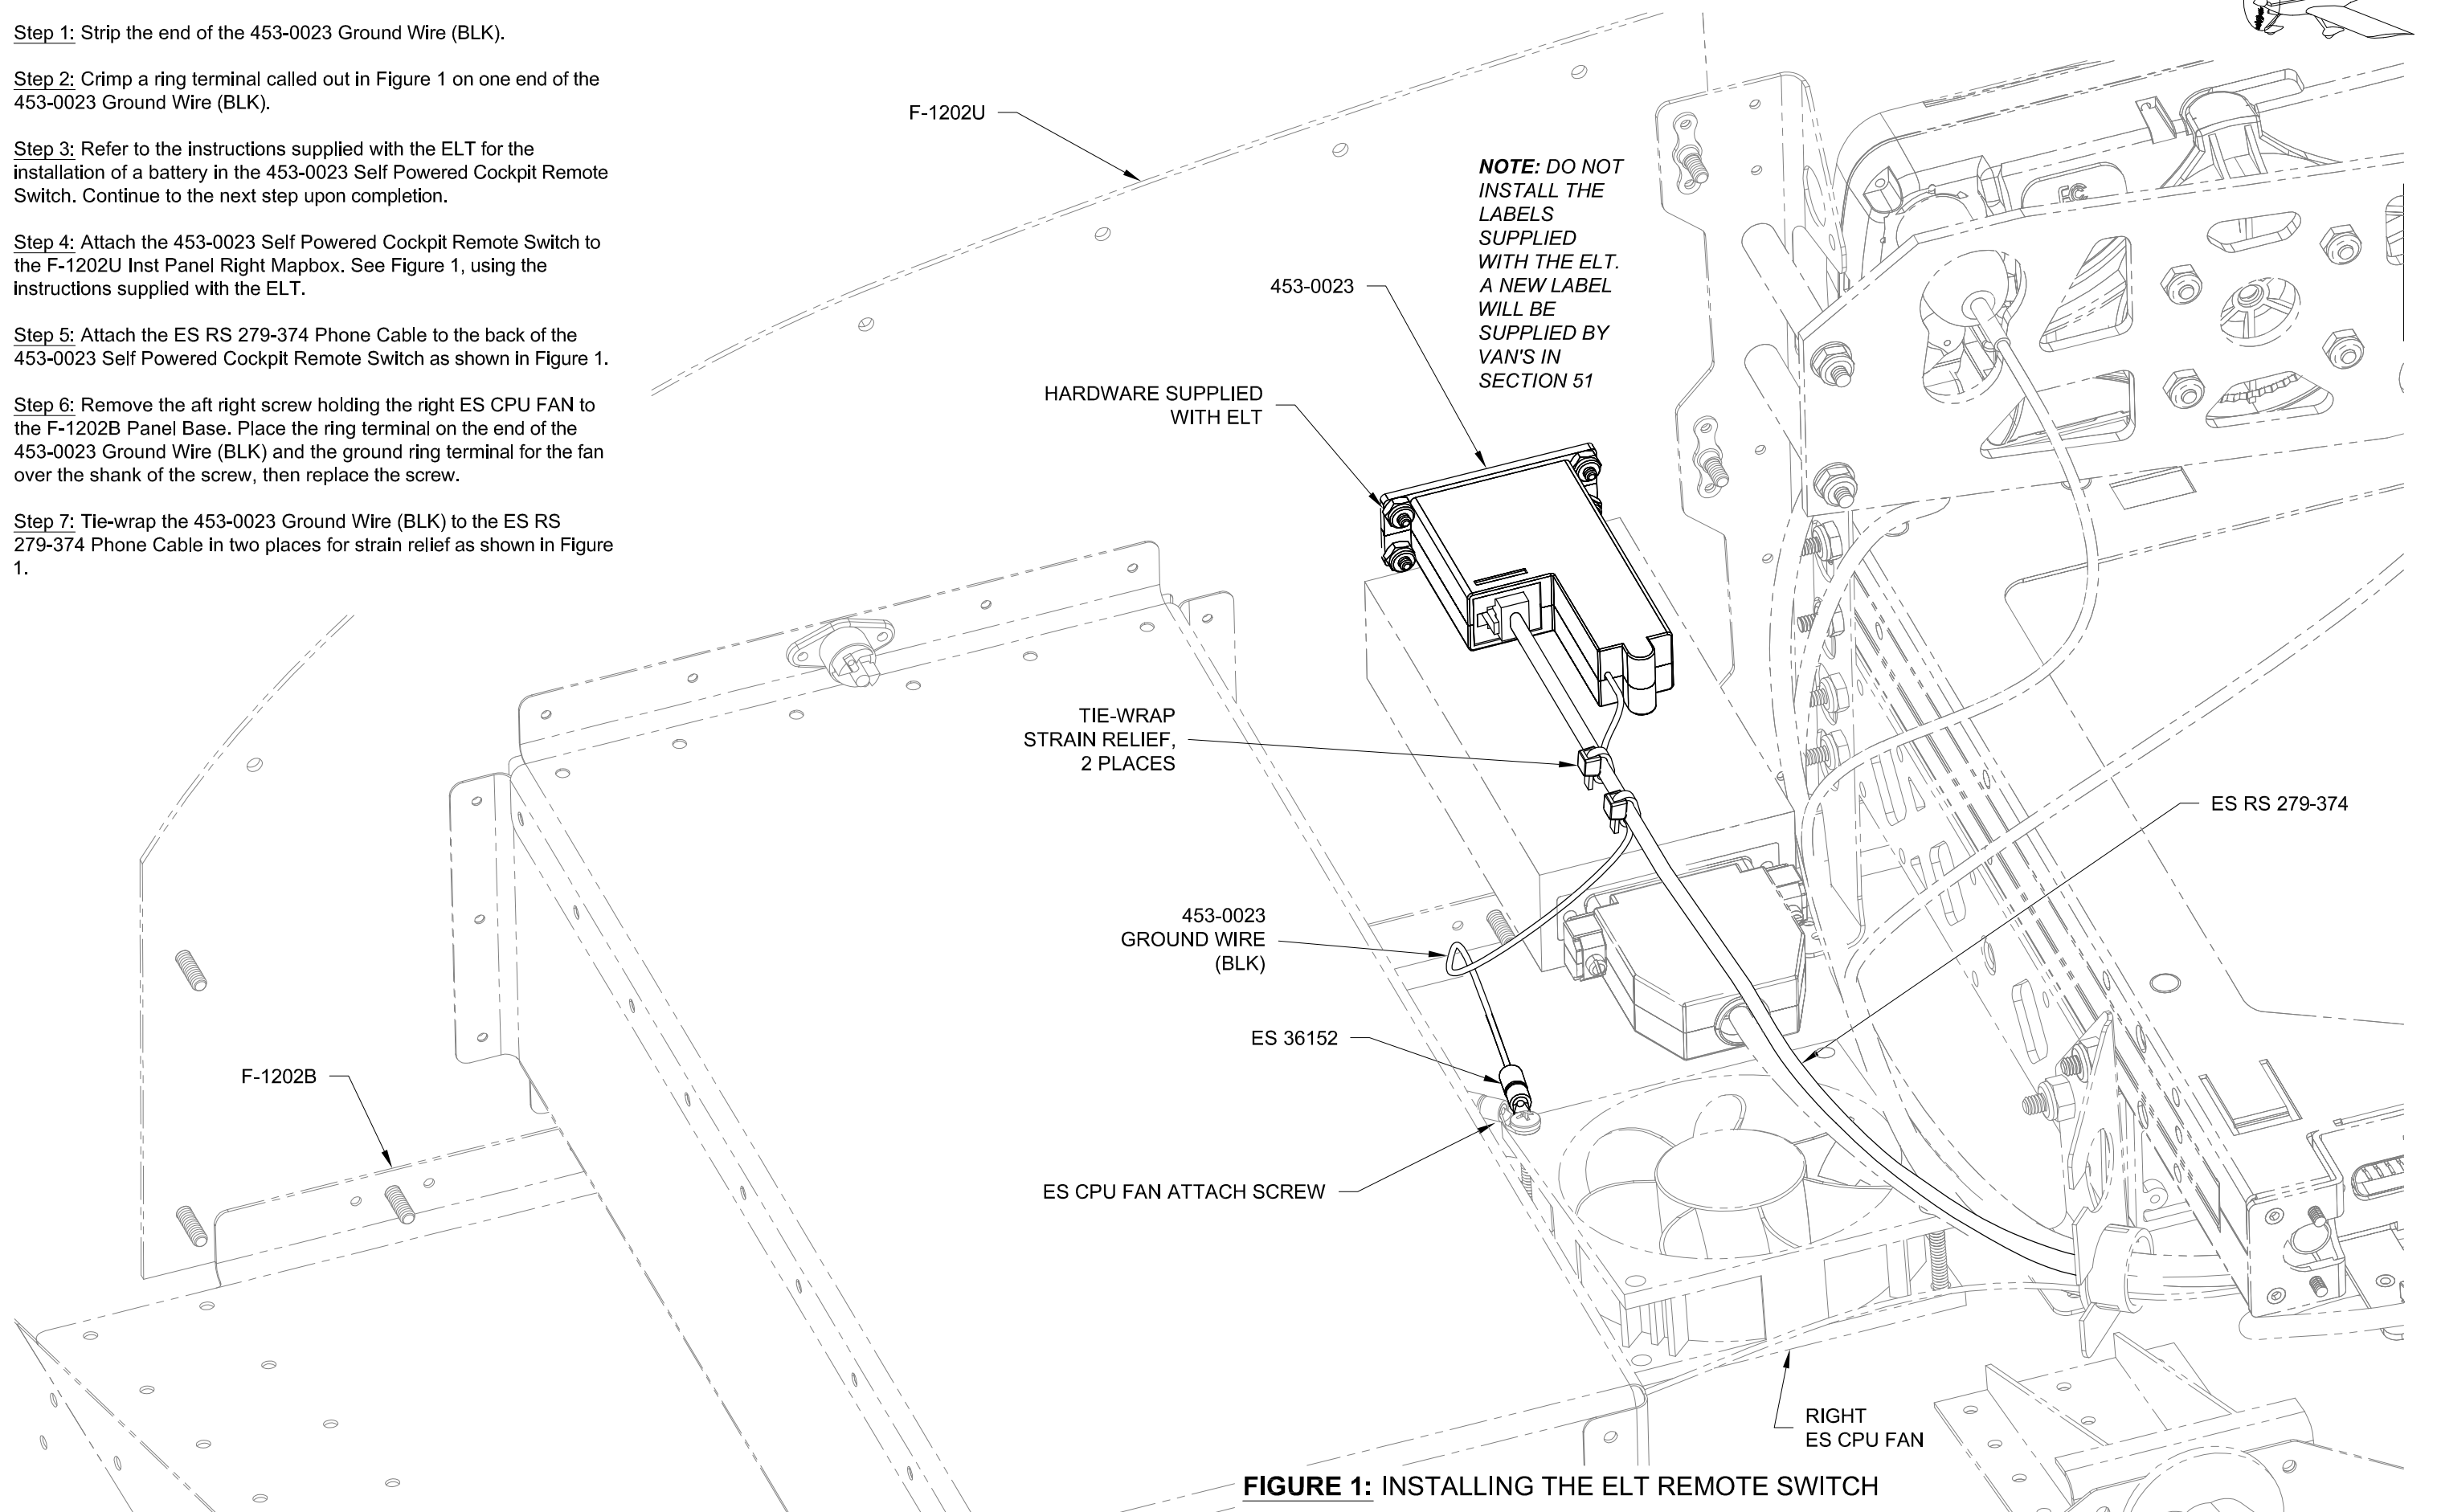 Step 1: Strip the end of the 453-0023 Ground Wire (BLK).
Step 2: Crimp a ring terminal called out in Figure 1 on one end of the
453-0023 Ground Wire (BLK).
Step 3: Refer to the instructions supplied with the ELT for the
installation of a battery in the 453-0023 Self Powered Cockpit Remote
Switch. Continue to the next step upon completion.
Step 4: Attach the 453-0023 Self Powered Cockpit Remote Switch to
the F-1202U Inst Panel Right Mapbox. See Figure 1, using the
instructions supplied with the ELT.
Step 5: Attach the ES RS 279-374 Phone Cable to the back of the
453-0023 Self Powered Cockpit Remote Switch as shown in Figure 1.
Step 6: Remove the aft right screw holding the right ES CPU FAN to
the F-1202B Panel Base. Place the ring terminal on the end of the
453-0023 Ground Wire (BLK) and the ground ring terminal for the fan
over the shank of the screw, then replace the screw.
Step 7: Tie-wrap the 453-0023 Ground Wire (BLK) to the ES RS
279-374 Phone Cable in two places for strain relief as shown in Figure
1.
F-1202U
NOTE: DO NOT
INSTALL THE
LABELS
SUPPLIED
WITH THE ELT.
A NEW LABEL
WILL BE
SUPPLIED BY
VAN'S IN
SECTION 51
453-0023
HARDWARE SUPPLIED
WITH ELT
TIE-WRAP
STRAIN RELIEF,
2 PLACES
ES RS 279-374
453-0023
GROUND WIRE
(BLK)
ES 36152
F-1202B
ES CPU FAN ATTACH SCREW
RIGHT
ES CPU FAN
FIGURE 1: INSTALLING THE ELT REMOTE SWITCH